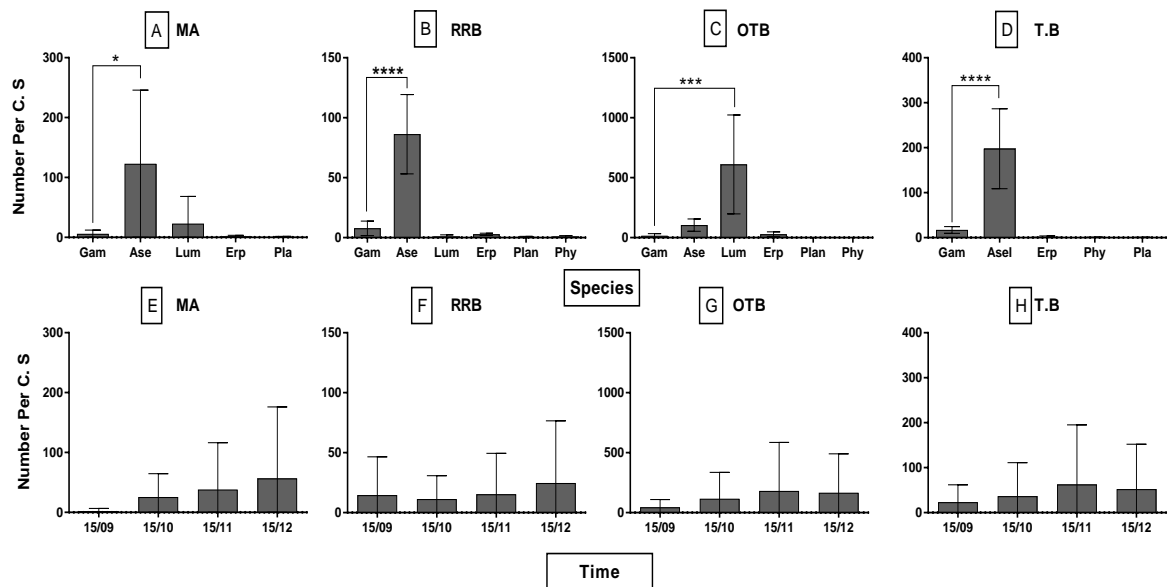 A MA
B RRB
C OTB
D T.B
Number Per C. S
300
200
100
0
*
Gam Ase Lum Erp Pla
150
100
50
0
****
Gam Ase Lum Erp Plan Phy
1500
1000
500
0
***
Gam Ase Lum Erp Plan Phy
400
300
200
100
0
****
Gam Asel Erp Phy Pla
Species
E MA
F RRB
G OTB
H T.B
Number Per C. S
300
200
100
0
15/09 15/10 15/11 15/12
150
100
50
0
15/09 15/10 15/11 15/12
1500
1000
500
0
15/09 15/10 15/11 15/12
400
300
200
100
0
15/09 15/10 15/11 15/12
Time